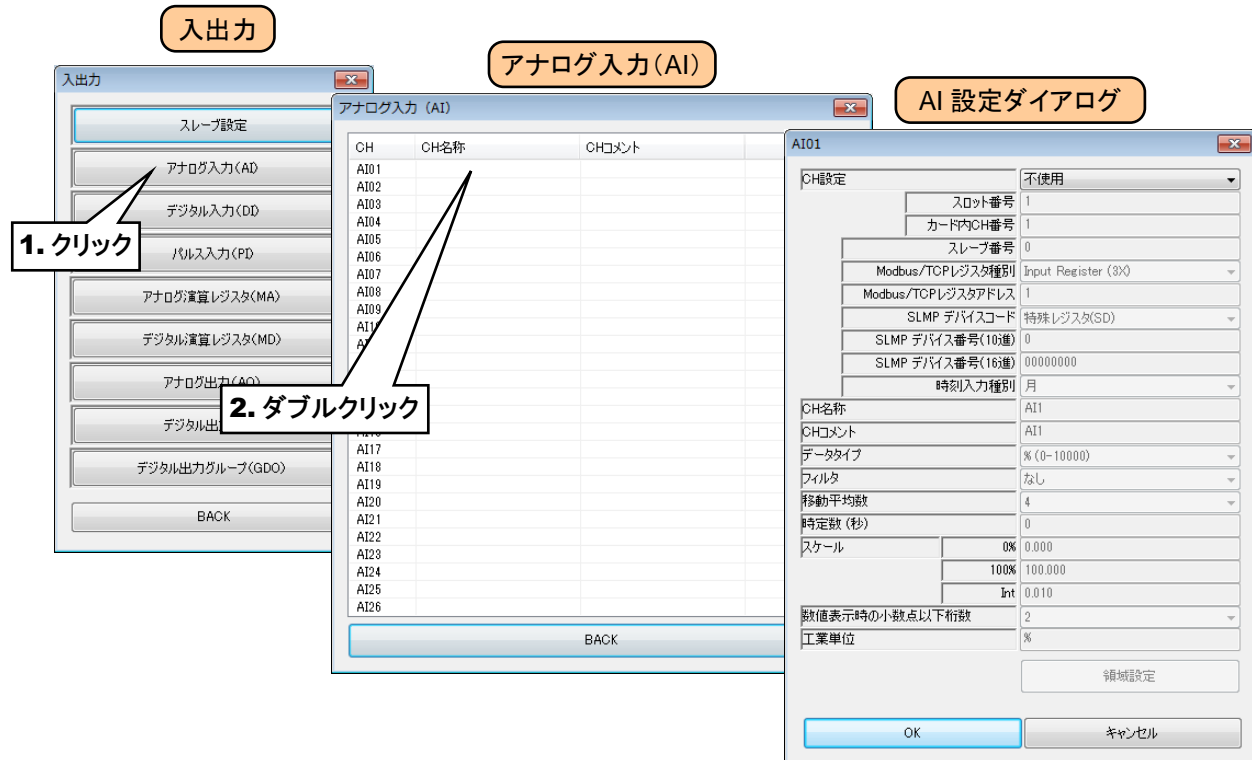 入出力
アナログ入力(AI)
AI 設定ダイアログ
入出力
スレーブ設定
アナログ入力(AI)
デジタル入力(DI)
パルス入力(PI)
アナログ演算レジスタ(MA)
デジタル演算レジスタ(MD)
アナログ出力(AO)
デジタル出
デジタル出力グループ(GDO)
BACK
1. クリック
アナログ入力 (AI)
CH CH名称 CHコメント
AI01
AI02
AI03
AI04
AI05
AI06
AI07
AI08
AI09
AI17
AI18
AI19
AI20
AI21
AI22
AI23
AI24
AI25
AI26
BACK
2. ダブルクリック
AI01
CH設定 不使用
スロット番号 1
カード内CH番号 1
スレーブ番号 0
Modbus/TCPレジスタ種別 Input Register (3X)
Modbus/TCPレジスタアドレス 1
SLMP デバイスコード 特殊レジスタ(SD)
SLMP デバイス番号(10進) 0
SLMP デバイス番号(16進) 00000000
時刻入力種別 月
CH名称 AI1
CHコメント AI1
データタイプ % (0-10000)
フィルタ なし
移動平均数 4
時定数 (秒) 0
スケール 0% 0.000
100% 100.000
Int 0.010
数値表示時の小数点以下桁数 2
工業単位 %
領域設定
OK キャンセル